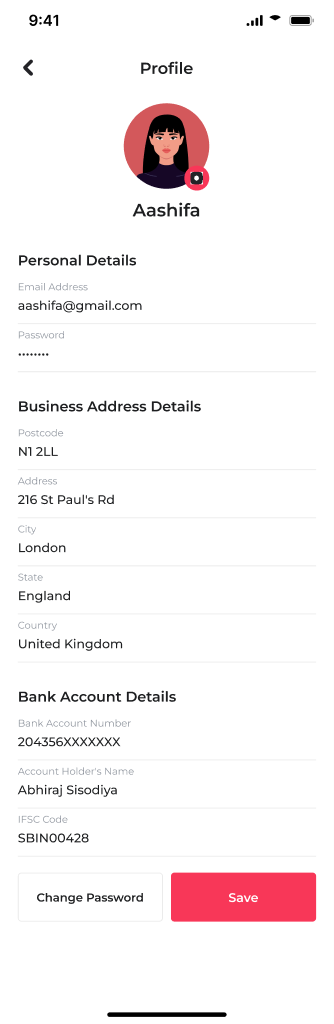 9:41
Profile
Aashifa
Personal Details
Email Address
aashifa@gmail.com
Password
••••••••
Business Address Details
Postcode
N1 2LL
Address
216 St Paul's Rd
City
London
State
England
Country
United Kingdom
Bank Account Details
Bank Account Number
204356XXXXXXX
Account Holder's Name
Abhiraj Sisodiya
IFSC Code
SBIN00428
Change Password
Save